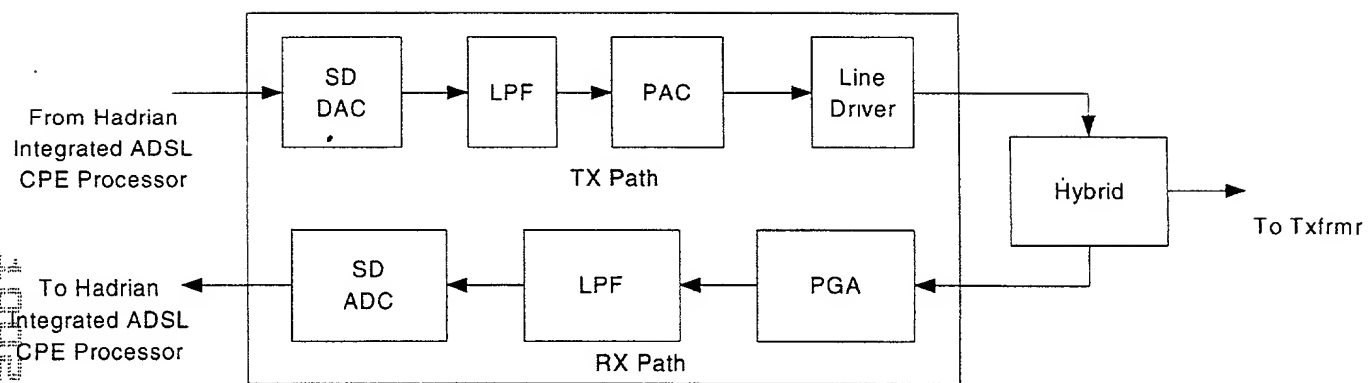 SD
DAC
LPF
PAC
Line
Driver
From Hadrian
Integrated ADSL
CPE Processor
TX Path
Hybrid
To Txfrmr
SD
ADC
LPF
PGA
To Hadrian
Integrated ADSL
CPE Processor
RX Path